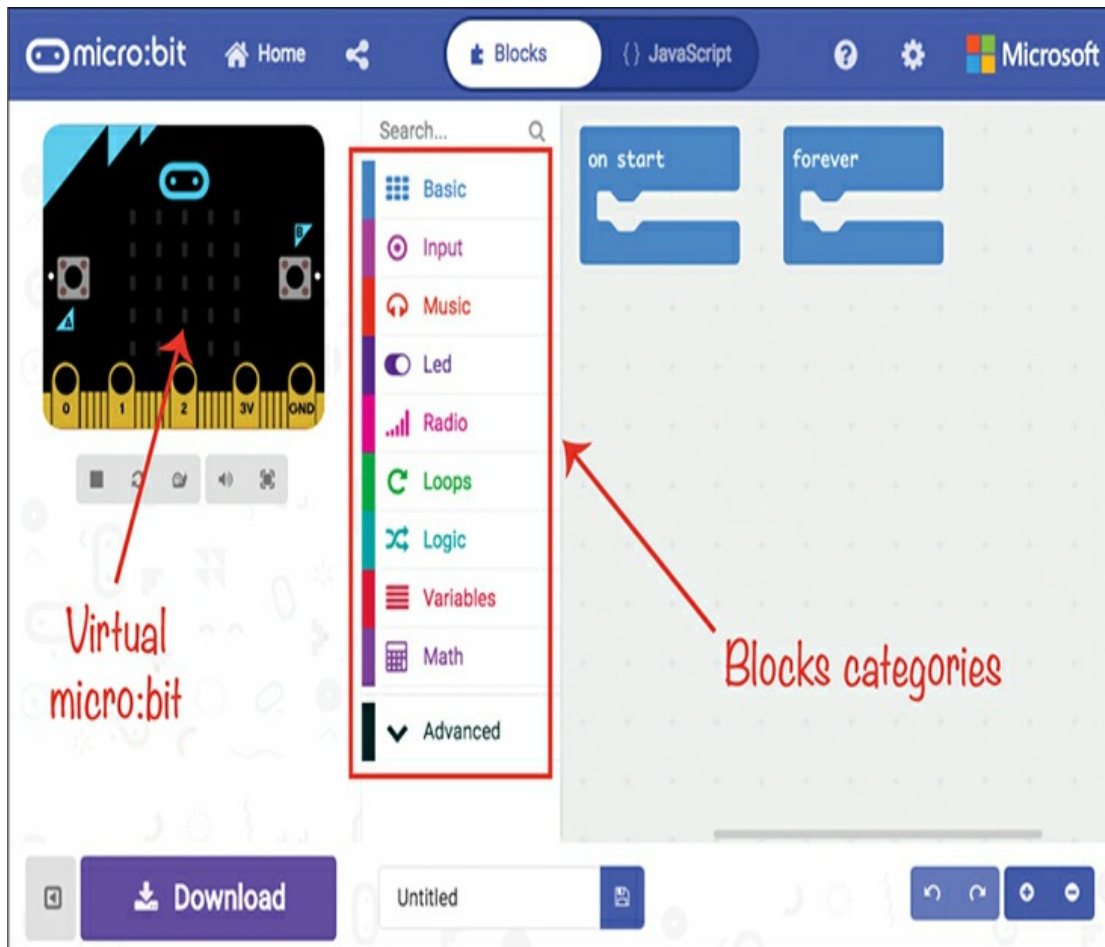 micro:bit Home Blocks {} JavaScript ? Microsoft
Search...
Basic
Input
Music
Led
Radio
Loops
Logic
Variables
Math
Advanced
on start
forever
A
B
0 1 2 3V GND
Virtual
micro:bit
Blocks categories
Download
Untitled